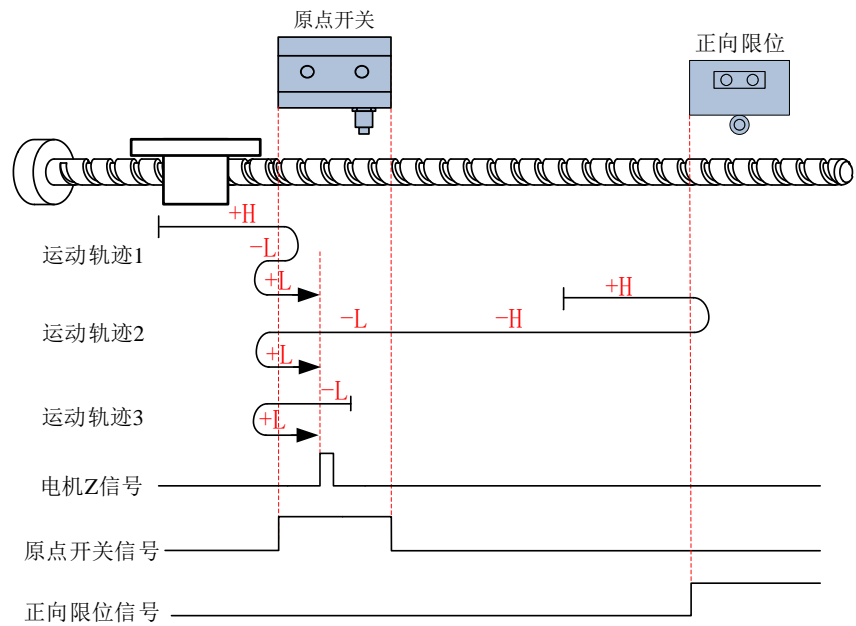 原点开关
正向限位
+H
运动轨迹1
-L
+L
+H
运动轨迹2
-L
-H
+L
-L
运动轨迹3
+L
电机Z信号
原点开关信号
正向限位信号